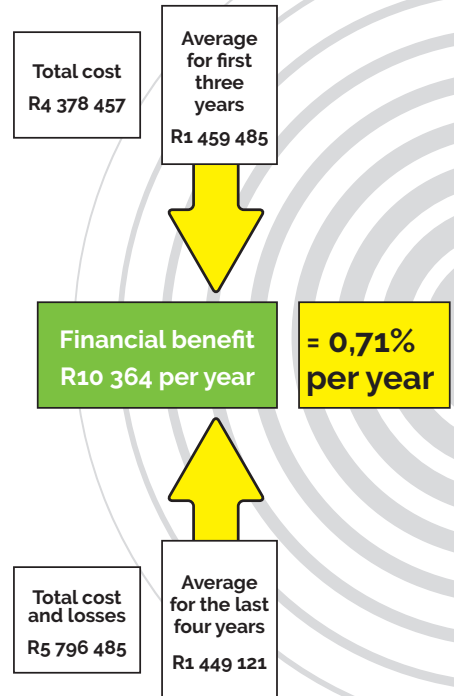 Total cost
R4 378 457
Average
for first
three
years
R1 459 485
Financial benefit
R10 364 per year
= 0,71%
per year
Total cost
and losses
R5 796 485
Average
for the last
four years
R1 449 121